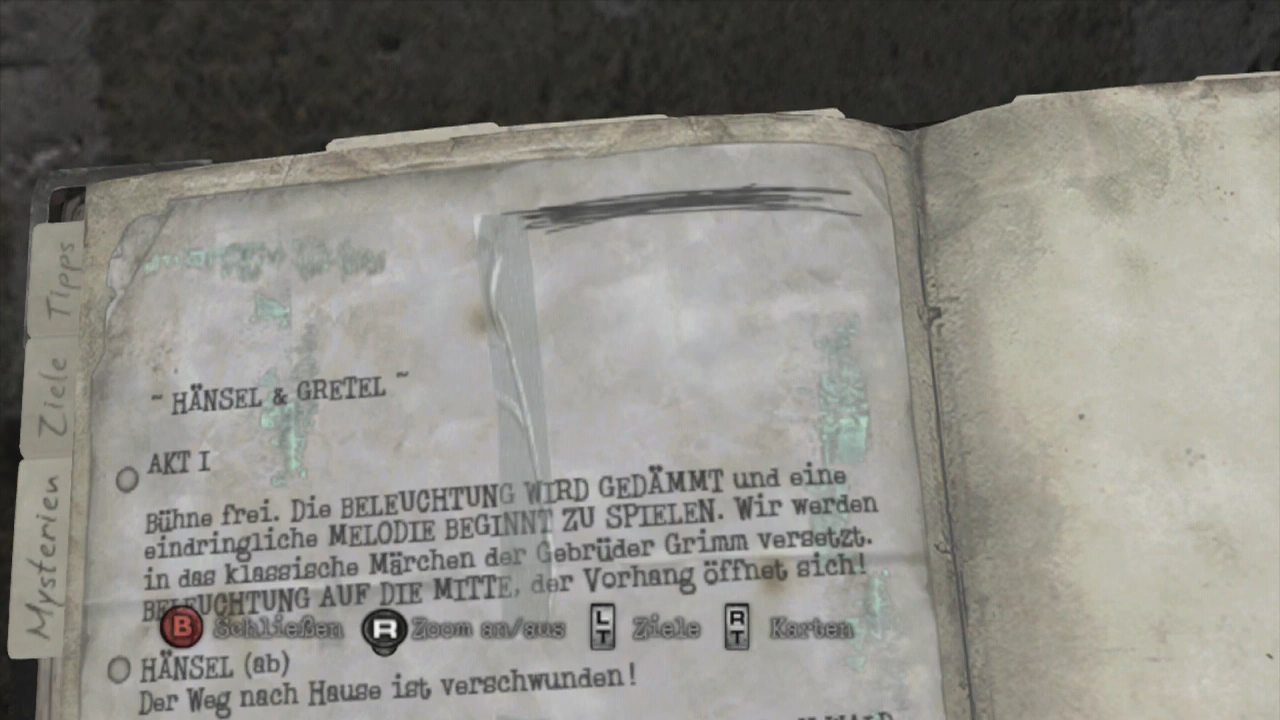 ~ HÄNSEL & GRETEL ~
AKT I
Bühne frei. Die BELEUCHTUNG WIRD GEDÄMMT und eine
eindringliche MELODIE BEGINNT ZU SPIELEN. Wir werden
in das klassische Märchen der Gebrüder Grimm versetzt.
BELEUCHTUNG AUF DIE MITTE, der Vorhang öffnet sich!
HÄNSEL (ab)
Der Weg nach Hause ist verschwunden!
Tipps
Ziele
Mysterien
B Schließen R Zoom an/aus LT Ziele RT Karten